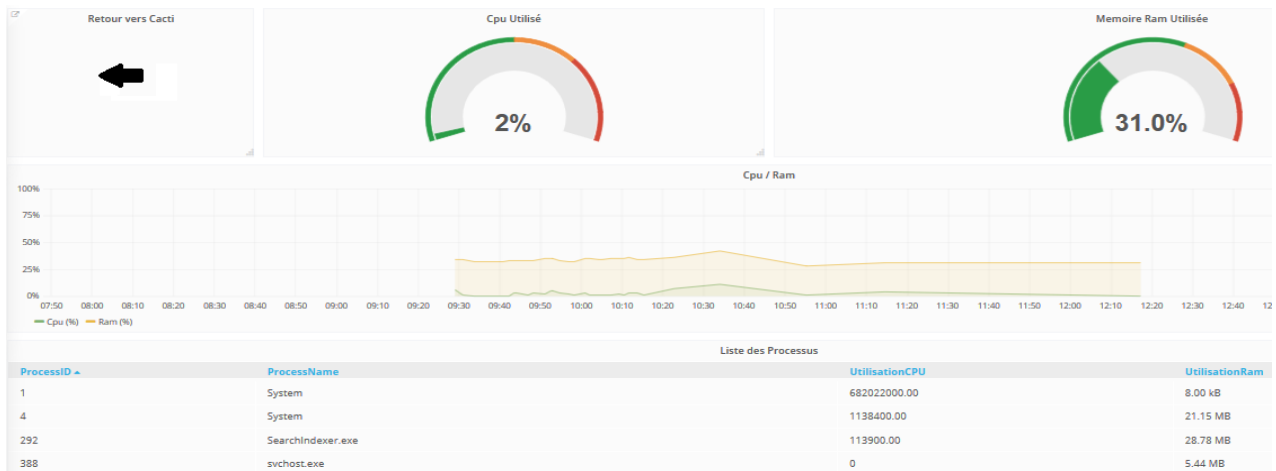 Retour vers Cacti
Cpu Utilisé
Memoire Ram Utilisée
2%
31.0%
Cpu / Ram
100%
75%
50%
25%
0%
07:50 08:00 08:10 08:20 08:30 08:40 08:50 09:00 09:10 09:20 09:30 09:40 09:50 10:00 10:10 10:20 10:30 10:40 10:50 11:00 11:10 11:20 11:30 11:40 11:50 12:00 12:10 12:20 12:30 12:40 12
Cpu (%) Ram (%)
Liste des Processus
ProcessID ProcessName UtilisationCPU UtilisationRam
1 System 682022000.00 8.00 kB
4 System 1138400.00 21.15 MB
292 SearchIndexer.exe 113900.00 28.78 MB
388 svchost.exe 0 5.44 MB